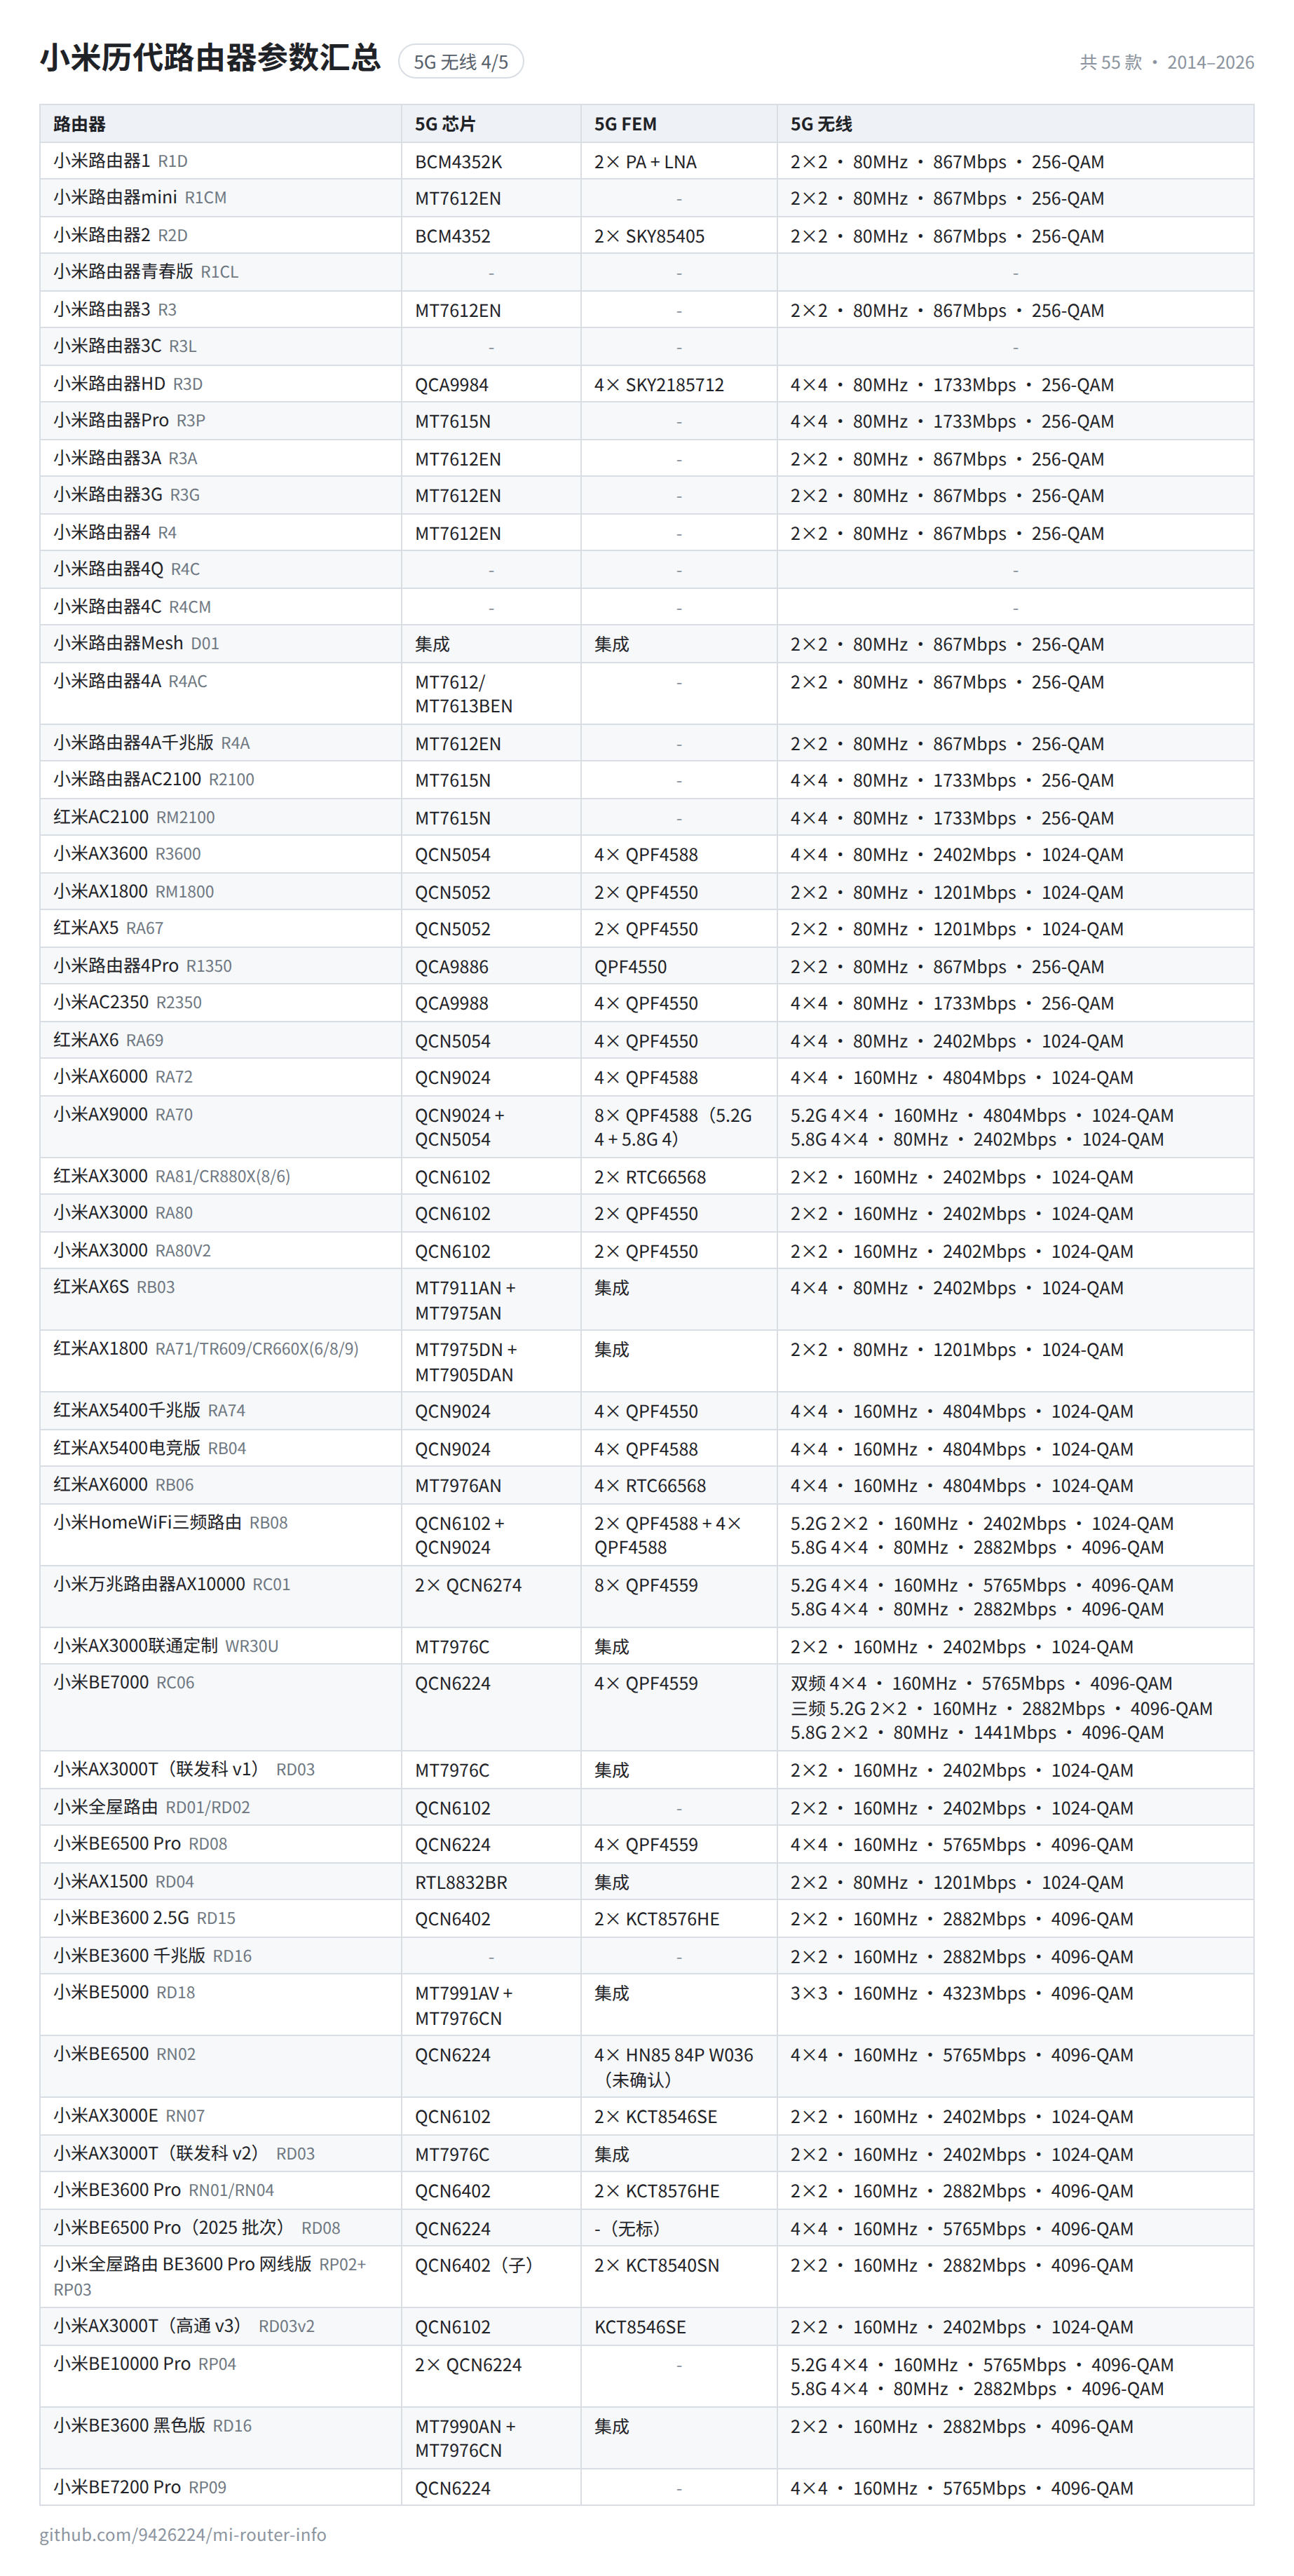 小米历代路由器参数汇总 5G 无线 4/5 共 55 款 · 2014–2026
路由器 5G 芯片 5G FEM 5G 无线
小米路由器1 R1D BCM4352K 2× PA + LNA 2×2 · 80MHz · 867Mbps · 256-QAM
小米路由器mini R1CM MT7612EN - 2×2 · 80MHz · 867Mbps · 256-QAM
小米路由器2 R2D BCM4352 2× SKY85405 2×2 · 80MHz · 867Mbps · 256-QAM
小米路由器青春版 R1CL - - -
小米路由器3 R3 MT7612EN - 2×2 · 80MHz · 867Mbps · 256-QAM
小米路由器3C R3L - - -
小米路由器HD R3D QCA9984 4× SKY2185712 4×4 · 80MHz · 1733Mbps · 256-QAM
小米路由器Pro R3P MT7615N - 4×4 · 80MHz · 1733Mbps · 256-QAM
小米路由器3A R3A MT7612EN - 2×2 · 80MHz · 867Mbps · 256-QAM
小米路由器3G R3G MT7612EN - 2×2 · 80MHz · 867Mbps · 256-QAM
小米路由器4 R4 MT7612EN - 2×2 · 80MHz · 867Mbps · 256-QAM
小米路由器4Q R4C - - -
小米路由器4C R4CM - - -
小米路由器Mesh D01 集成 集成 2×2 · 80MHz · 867Mbps · 256-QAM
小米路由器4A R4AC MT7612/ - 2×2 · 80MHz · 867Mbps · 256-QAM
MT7613BEN
小米路由器4A千兆版 R4A MT7612EN - 2×2 · 80MHz · 867Mbps · 256-QAM
小米路由器AC2100 R2100 MT7615N - 4×4 · 80MHz · 1733Mbps · 256-QAM
红米AC2100 RM2100 MT7615N - 4×4 · 80MHz · 1733Mbps · 256-QAM
小米AX3600 R3600 QCN5054 4× QPF4588 4×4 · 80MHz · 2402Mbps · 1024-QAM
小米AX1800 RM1800 QCN5052 2× QPF4550 2×2 · 80MHz · 1201Mbps · 1024-QAM
红米AX5 RA67 QCN5052 2× QPF4550 2×2 · 80MHz · 1201Mbps · 1024-QAM
小米路由器4Pro R1350 QCA9886 QPF4550 2×2 · 80MHz · 867Mbps · 256-QAM
小米AC2350 R2350 QCA9988 4× QPF4550 4×4 · 80MHz · 1733Mbps · 256-QAM
红米AX6 RA69 QCN5054 4× QPF4550 4×4 · 80MHz · 2402Mbps · 1024-QAM
小米AX6000 RA72 QCN9024 4× QPF4588 4×4 · 160MHz · 4804Mbps · 1024-QAM
小米AX9000 RA70 QCN9024 + 8× QPF4588（5.2G 5.2G 4×4 · 160MHz · 4804Mbps · 1024-QAM
QCN5054 4 + 5.8G 4） 5.8G 4×4 · 80MHz · 2402Mbps · 1024-QAM
红米AX3000 RA81/CR880X(8/6) QCN6102 2× RTC66568 2×2 · 160MHz · 2402Mbps · 1024-QAM
小米AX3000 RA80 QCN6102 2× QPF4550 2×2 · 160MHz · 2402Mbps · 1024-QAM
小米AX3000 RA80V2 QCN6102 2× QPF4550 2×2 · 160MHz · 2402Mbps · 1024-QAM
红米AX6S RB03 MT7911AN + 集成 4×4 · 80MHz · 2402Mbps · 1024-QAM
MT7975AN
红米AX1800 RA71/TR609/CR660X(6/8/9) MT7975DN + 集成 2×2 · 80MHz · 1201Mbps · 1024-QAM
MT7905DAN
红米AX5400千兆版 RA74 QCN9024 4× QPF4550 4×4 · 160MHz · 4804Mbps · 1024-QAM
红米AX5400电竞版 RB04 QCN9024 4× QPF4588 4×4 · 160MHz · 4804Mbps · 1024-QAM
红米AX6000 RB06 MT7976AN 4× RTC66568 4×4 · 160MHz · 4804Mbps · 1024-QAM
小米HomeWiFi三频路由 RB08 QCN6102 + 2× QPF4588 + 4× 5.2G 2×2 · 160MHz · 2402Mbps · 1024-QAM
QCN9024 QPF4588 5.8G 4×4 · 80MHz · 2882Mbps · 4096-QAM
小米万兆路由器AX10000 RC01 2× QCN6274 8× QPF4559 5.2G 4×4 · 160MHz · 5765Mbps · 4096-QAM
5.8G 4×4 · 80MHz · 2882Mbps · 4096-QAM
小米AX3000联通定制 WR30U MT7976C 集成 2×2 · 160MHz · 2402Mbps · 1024-QAM
小米BE7000 RC06 QCN6224 4× QPF4559 双频 4×4 · 160MHz · 5765Mbps · 4096-QAM
三频 5.2G 2×2 · 160MHz · 2882Mbps · 4096-QAM
5.8G 2×2 · 80MHz · 1441Mbps · 4096-QAM
小米AX3000T（联发科 v1） RD03 MT7976C 集成 2×2 · 160MHz · 2402Mbps · 1024-QAM
小米全屋路由 RD01/RD02 QCN6102 - 2×2 · 160MHz · 2402Mbps · 1024-QAM
小米BE6500 Pro RD08 QCN6224 4× QPF4559 4×4 · 160MHz · 5765Mbps · 4096-QAM
小米AX1500 RD04 RTL8832BR 集成 2×2 · 80MHz · 1201Mbps · 1024-QAM
小米BE3600 2.5G RD15 QCN6402 2× KCT8576HE 2×2 · 160MHz · 2882Mbps · 4096-QAM
小米BE3600 千兆版 RD16 - - 2×2 · 160MHz · 2882Mbps · 4096-QAM
小米BE5000 RD18 MT7991AV + 集成 3×3 · 160MHz · 4323Mbps · 4096-QAM
MT7976CN
小米BE6500 RN02 QCN6224 4× HN85 84P W036 4×4 · 160MHz · 5765Mbps · 4096-QAM
（未确认）
小米AX3000E RN07 QCN6102 2× KCT8546SE 2×2 · 160MHz · 2402Mbps · 1024-QAM
小米AX3000T（联发科 v2） RD03 MT7976C 集成 2×2 · 160MHz · 2402Mbps · 1024-QAM
小米BE3600 Pro RN01/RN04 QCN6402 2× KCT8576HE 2×2 · 160MHz · 2882Mbps · 4096-QAM
小米BE6500 Pro（2025 批次） RD08 QCN6224 -（无标） 4×4 · 160MHz · 5765Mbps · 4096-QAM
小米全屋路由 BE3600 Pro 网线版 RP02+ QCN6402（子） 2× KCT8540SN 2×2 · 160MHz · 2882Mbps · 4096-QAM
RP03
小米AX3000T（高通 v3） RD03v2 QCN6102 KCT8546SE 2×2 · 160MHz · 2402Mbps · 1024-QAM
小米BE10000 Pro RP04 2× QCN6224 - 5.2G 4×4 · 160MHz · 5765Mbps · 4096-QAM
5.8G 4×4 · 80MHz · 2882Mbps · 4096-QAM
小米BE3600 黑色版 RD16 MT7990AN + 集成 2×2 · 160MHz · 2882Mbps · 4096-QAM
MT7976CN
小米BE7200 Pro RP09 QCN6224 - 4×4 · 160MHz · 5765Mbps · 4096-QAM
github.com/9426224/mi-router-info